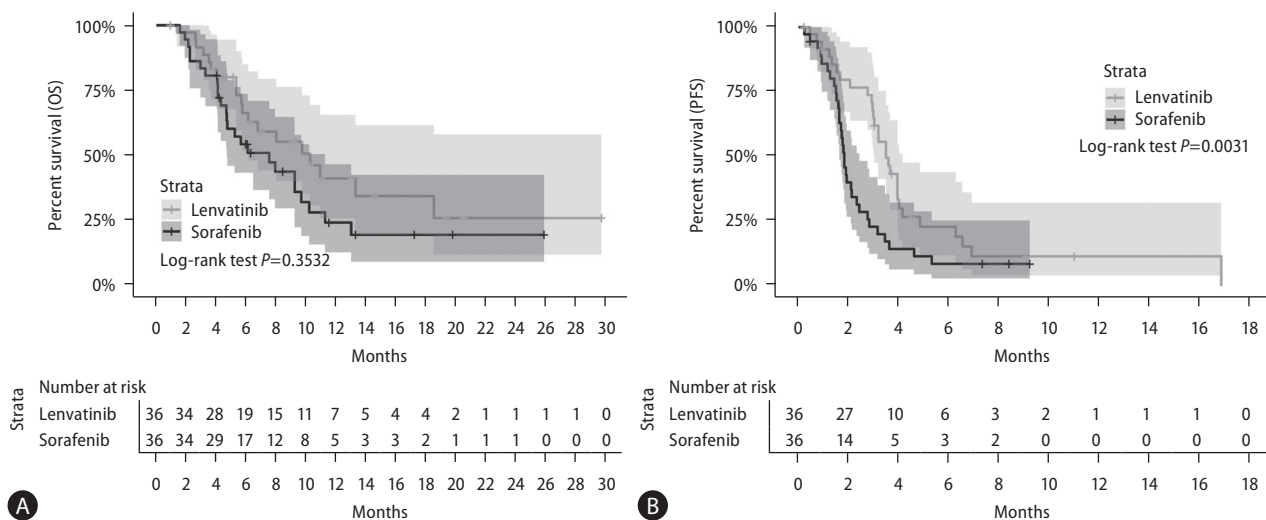 100%
75%
50%
25%
0%
Percent survival (OS)
Strata
Lenvatinib
Sorafenib
Log-rank test P=0.3532
0 2 4 6 8 10 12 14 16 18 20 22 24 26 28 30
Months
Strata
Number at risk
Lenvatinib 36 34 28 19 15 11 7 5 4 4 2 1 1 1 1 0
Sorafenib 36 34 29 17 12 8 5 3 3 2 1 1 1 0 0 0
0 2 4 6 8 10 12 14 16 18 20 22 24 26 28 30
Months
A
100%
75%
50%
25%
0%
Percent survival (PFS)
Strata
Lenvatinib
Sorafenib
Log-rank test P=0.0031
0 2 4 6 8 10 12 14 16 18
Months
Strata
Number at risk
Lenvatinib 36 27 10 6 3 2 1 1 1 0
Sorafenib 36 14 5 3 2 0 0 0 0 0
0 2 4 6 8 10 12 14 16 18
Months
B